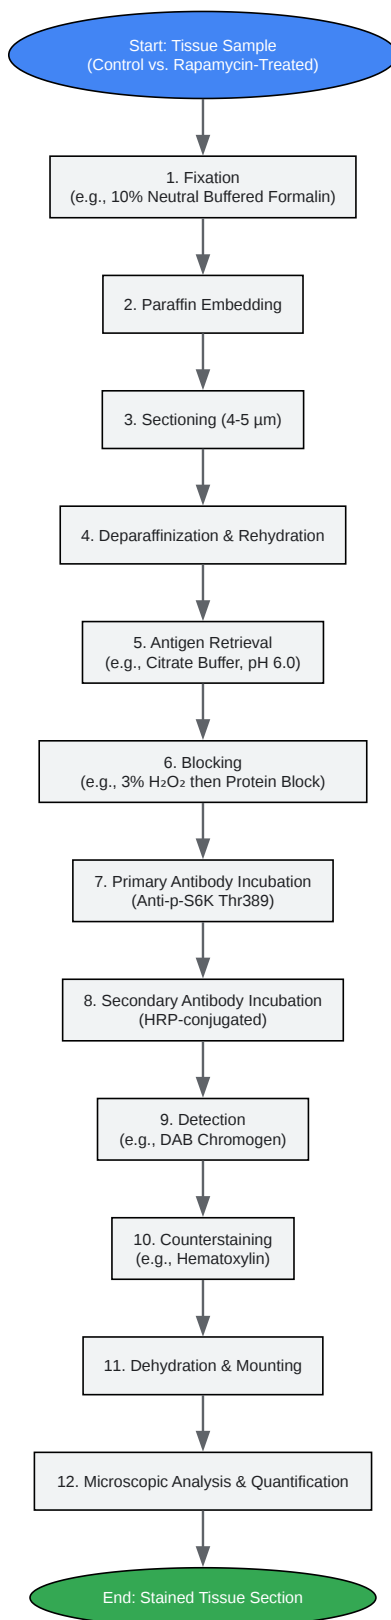 Start: Tissue Sample
(Control vs. Rapamycin-Treated)
1. Fixation
(e.g., 10% Neutral Buffered Formalin)
2. Paraffin Embedding
3. Sectioning (4-5 µm)
4. Deparaffinization & Rehydration
5. Antigen Retrieval
(e.g., Citrate Buffer, pH 6.0)
6. Blocking
(e.g., 3% H₂O₂ then Protein Block)
7. Primary Antibody Incubation
(Anti-p-S6K Thr389)
8. Secondary Antibody Incubation
(HRP-conjugated)
9. Detection
(e.g., DAB Chromogen)
10. Counterstaining
(e.g., Hematoxylin)
11. Dehydration & Mounting
12. Microscopic Analysis & Quantification
End: Stained Tissue Section